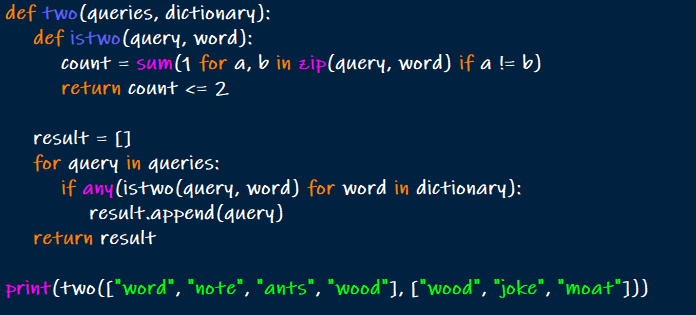 def two(queries, dictionary):
    def istwo(query, word):
        count = sum(1 for a, b in zip(query, word) if a != b)
        return count <= 2

    result = []
    for query in queries:
        if any(istwo(query, word) for word in dictionary):
            result.append(query)
    return result

print(two(["word", "note", "ants", "wood"], ["wood", "joke", "moat"]))